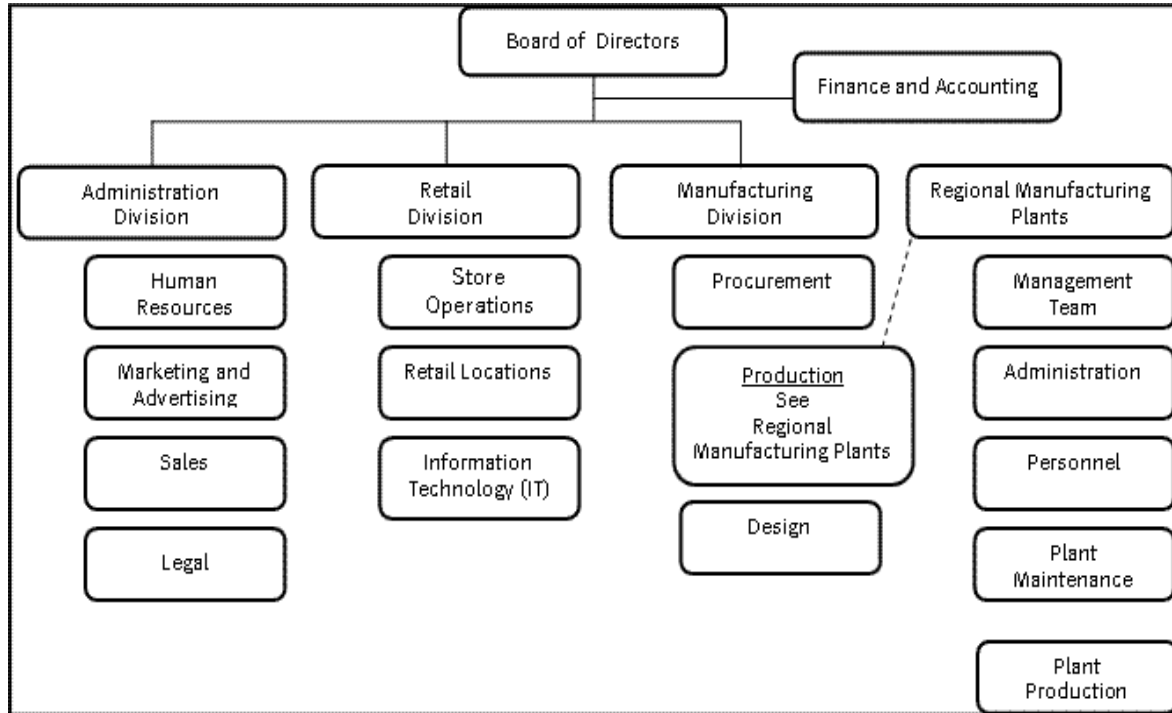 Board of Directors
Finance and Accounting
Administration
Division
Retail
Division
Manufacturing
Division
Regional Manufacturing
Plants
Human
Resources
Marketing and
Advertising
Sales
Legal
Store
Operations
Retail Locations
Information
Technology (IT)
Procurement
Production
See
Regional
Manufacturing Plants
Design
Management
Team
Administration
Personnel
Plant
Maintenance
Plant
Production